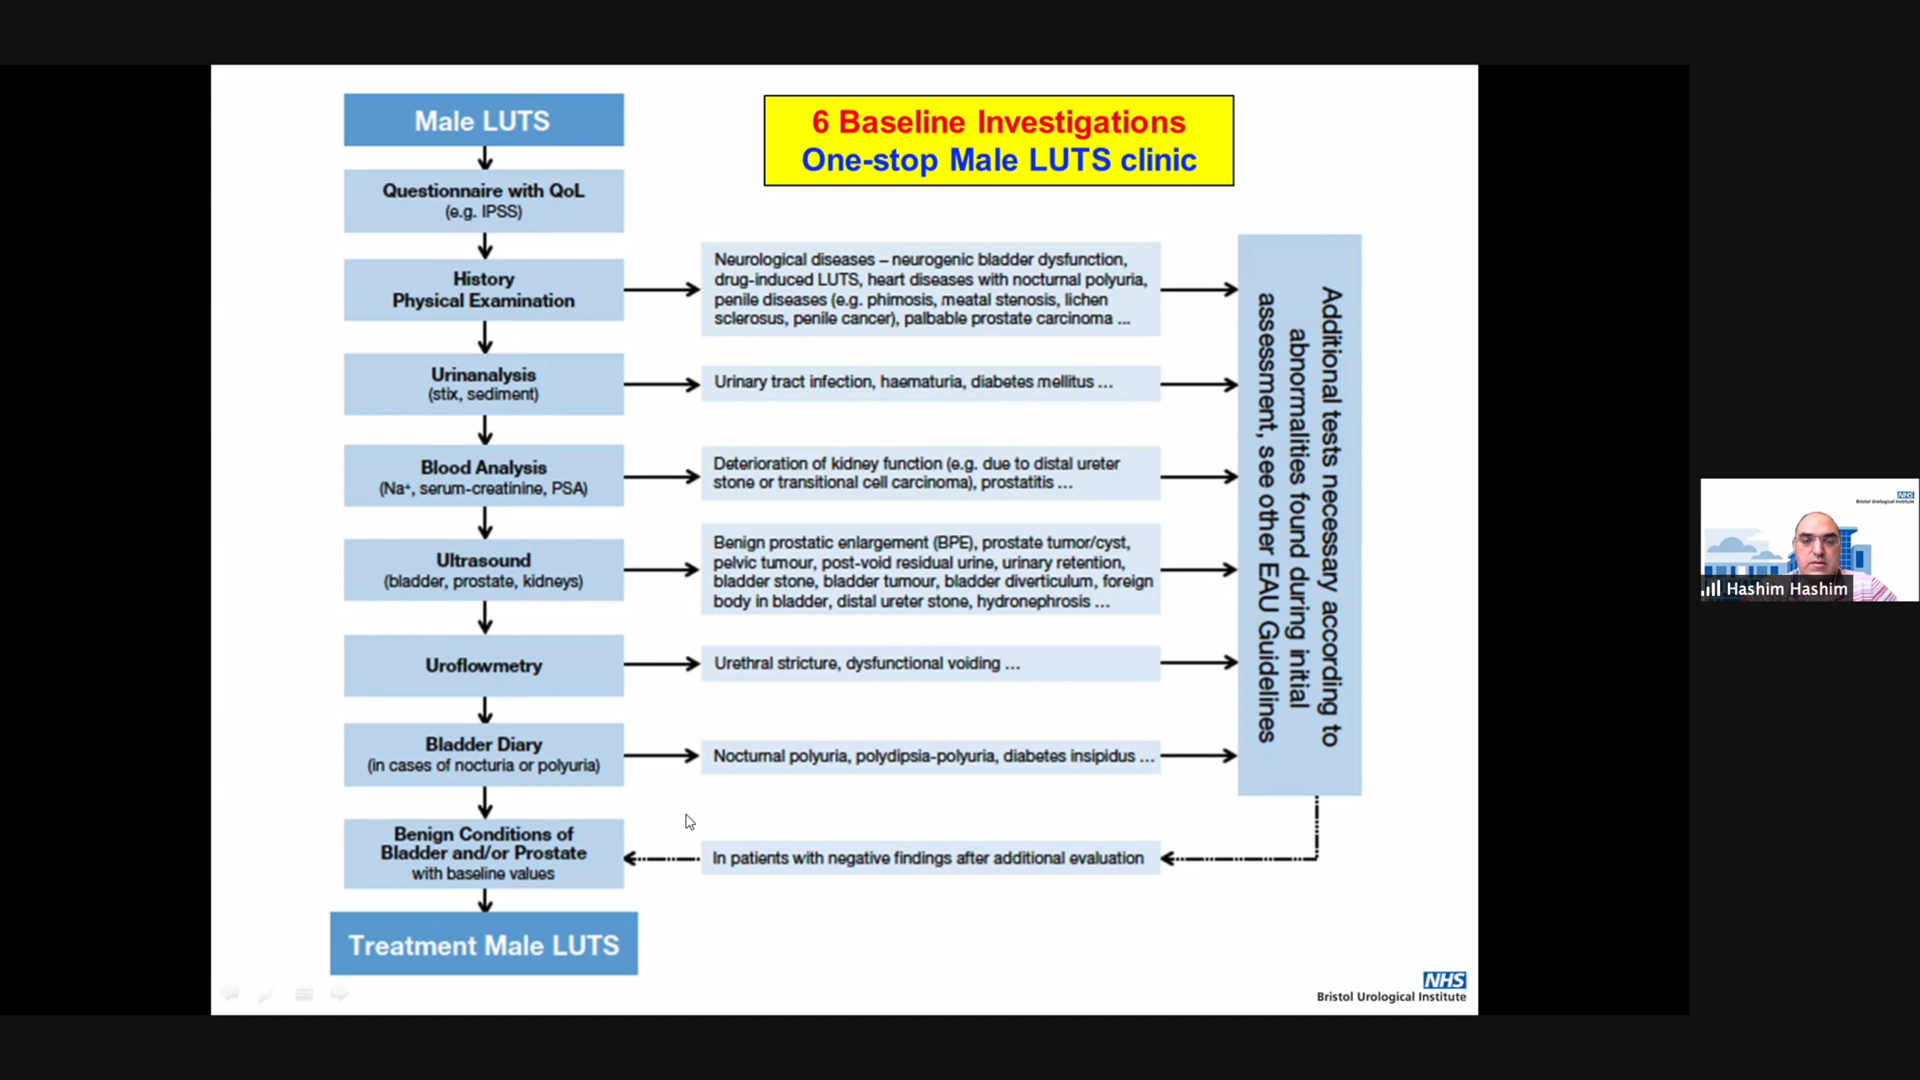 Male LUTS
6 Baseline Investigations
One-stop Male LUTS clinic
Questionnaire with QoL
(e.g. IPSS)
History
Physical Examination
Neurological diseases – neurogenic bladder dysfunction,
drug-induced LUTS, heart diseases with nocturnal polyuria,
penile diseases (e.g. phimosis, meatal stenosis, lichen
sclerosus, penile cancer), palbable prostate carcinoma ...
Urinanalysis
(stix, sediment)
Urinary tract infection, haematuria, diabetes mellitus ...
Blood Analysis
(Na⁺, serum-creatinine, PSA)
Deterioration of kidney function (e.g. due to distal ureter
stone or transitional cell carcinoma), prostatitis ...
Ultrasound
(bladder, prostate, kidneys)
Benign prostatic enlargement (BPE), prostate tumor/cyst,
pelvic tumour, post-void residual urine, urinary retention,
bladder stone, bladder tumour, bladder diverticulum, foreign
body in bladder, distal ureter stone, hydronephrosis ...
Uroflowmetry
Urethral stricture, dysfunctional voiding ...
Bladder Diary
(in cases of nocturia or polyuria)
Nocturnal polyuria, polydipsia-polyuria, diabetes insipidus ...
Additional tests necessary according to
abnormalities found during initial
assessment, see other EAU Guidelines
Benign Conditions of
Bladder and/or Prostate
with baseline values
In patients with negative findings after additional evaluation
Treatment Male LUTS
NHS
Bristol Urological Institute
NHS
Bristol Urological Institute
Hashim Hashim